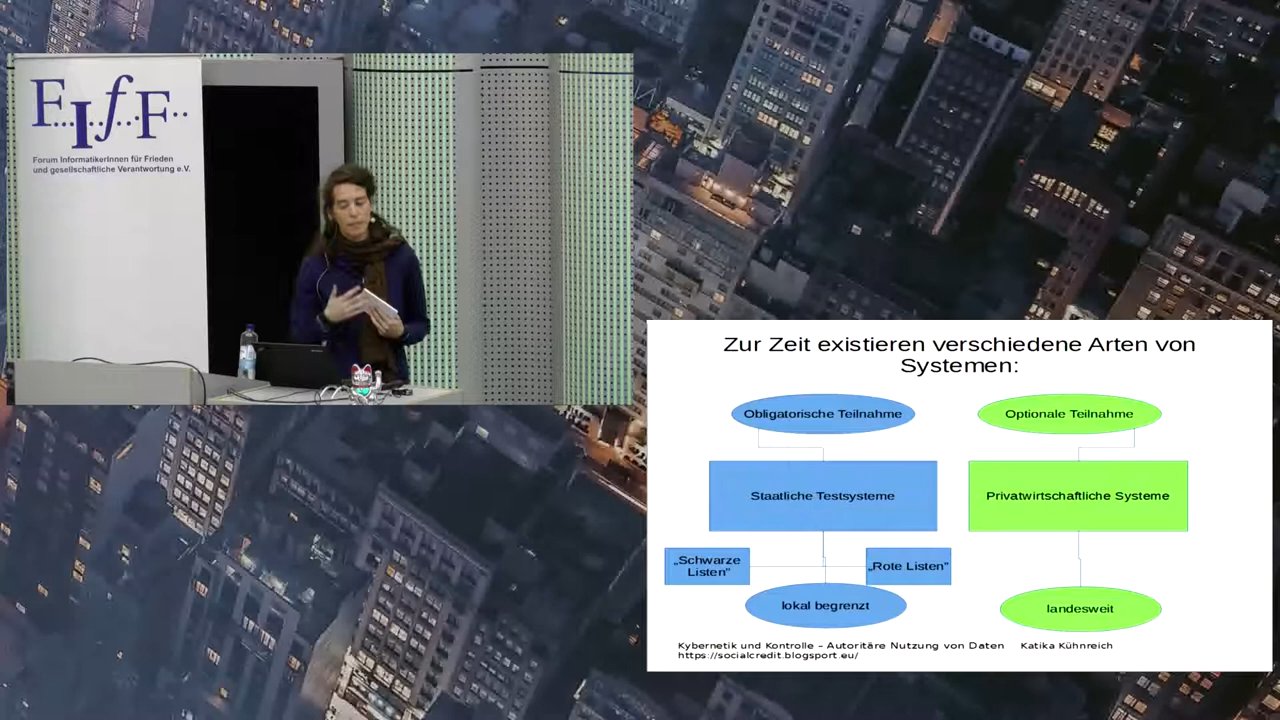 FIfF..
Forum InformatikerInnen für Frieden
und gesellschaftliche Verantwortung e.V.
Zur Zeit existieren verschiedene Arten von
Systemen:
Obligatorische Teilnahme
Optionale Teilnahme
Staatliche Testsysteme
Privatwirtschaftliche Systeme
„Schwarze
Listen"
„Rote Listen"
lokal begrenzt
landesweit
Kybernetik und Kontrolle – Autoritäre Nutzung von Daten Katika Kühnreich
https://socialcredit.blogsport.eu/